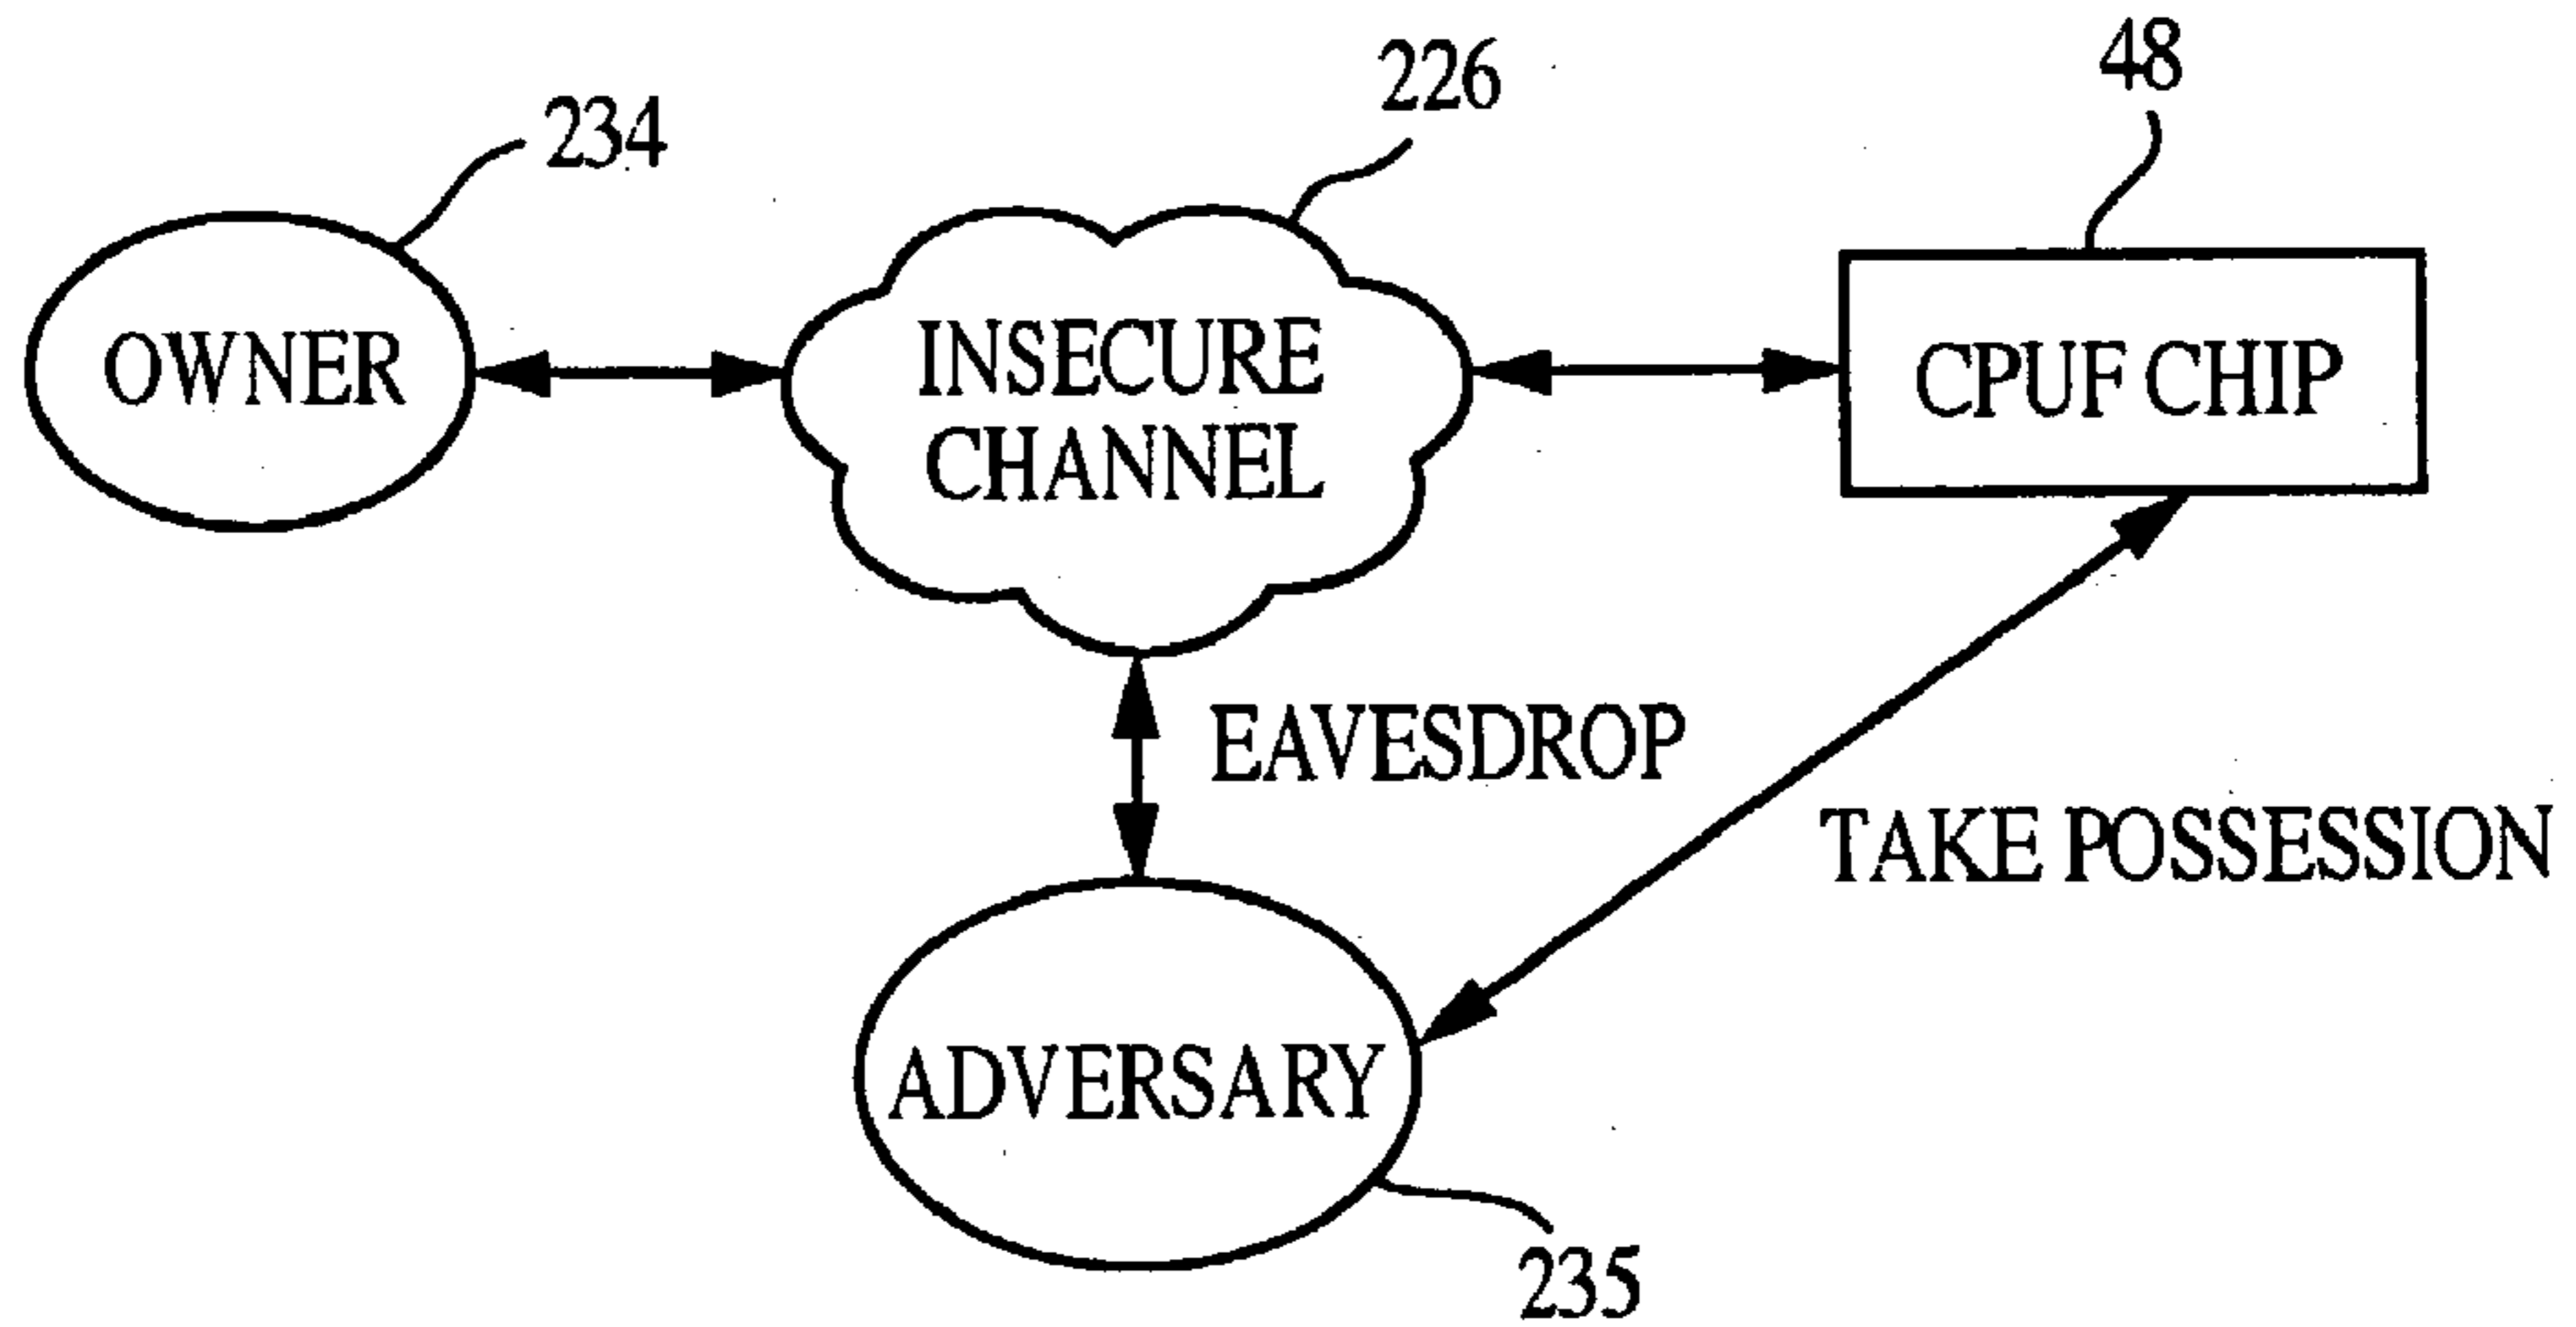 48
226
234
OWNER
INSECURE
CHANNEL
CPUF CHIP
EAVESDROP
TAKE POSSESSION
ADVERSARY
235